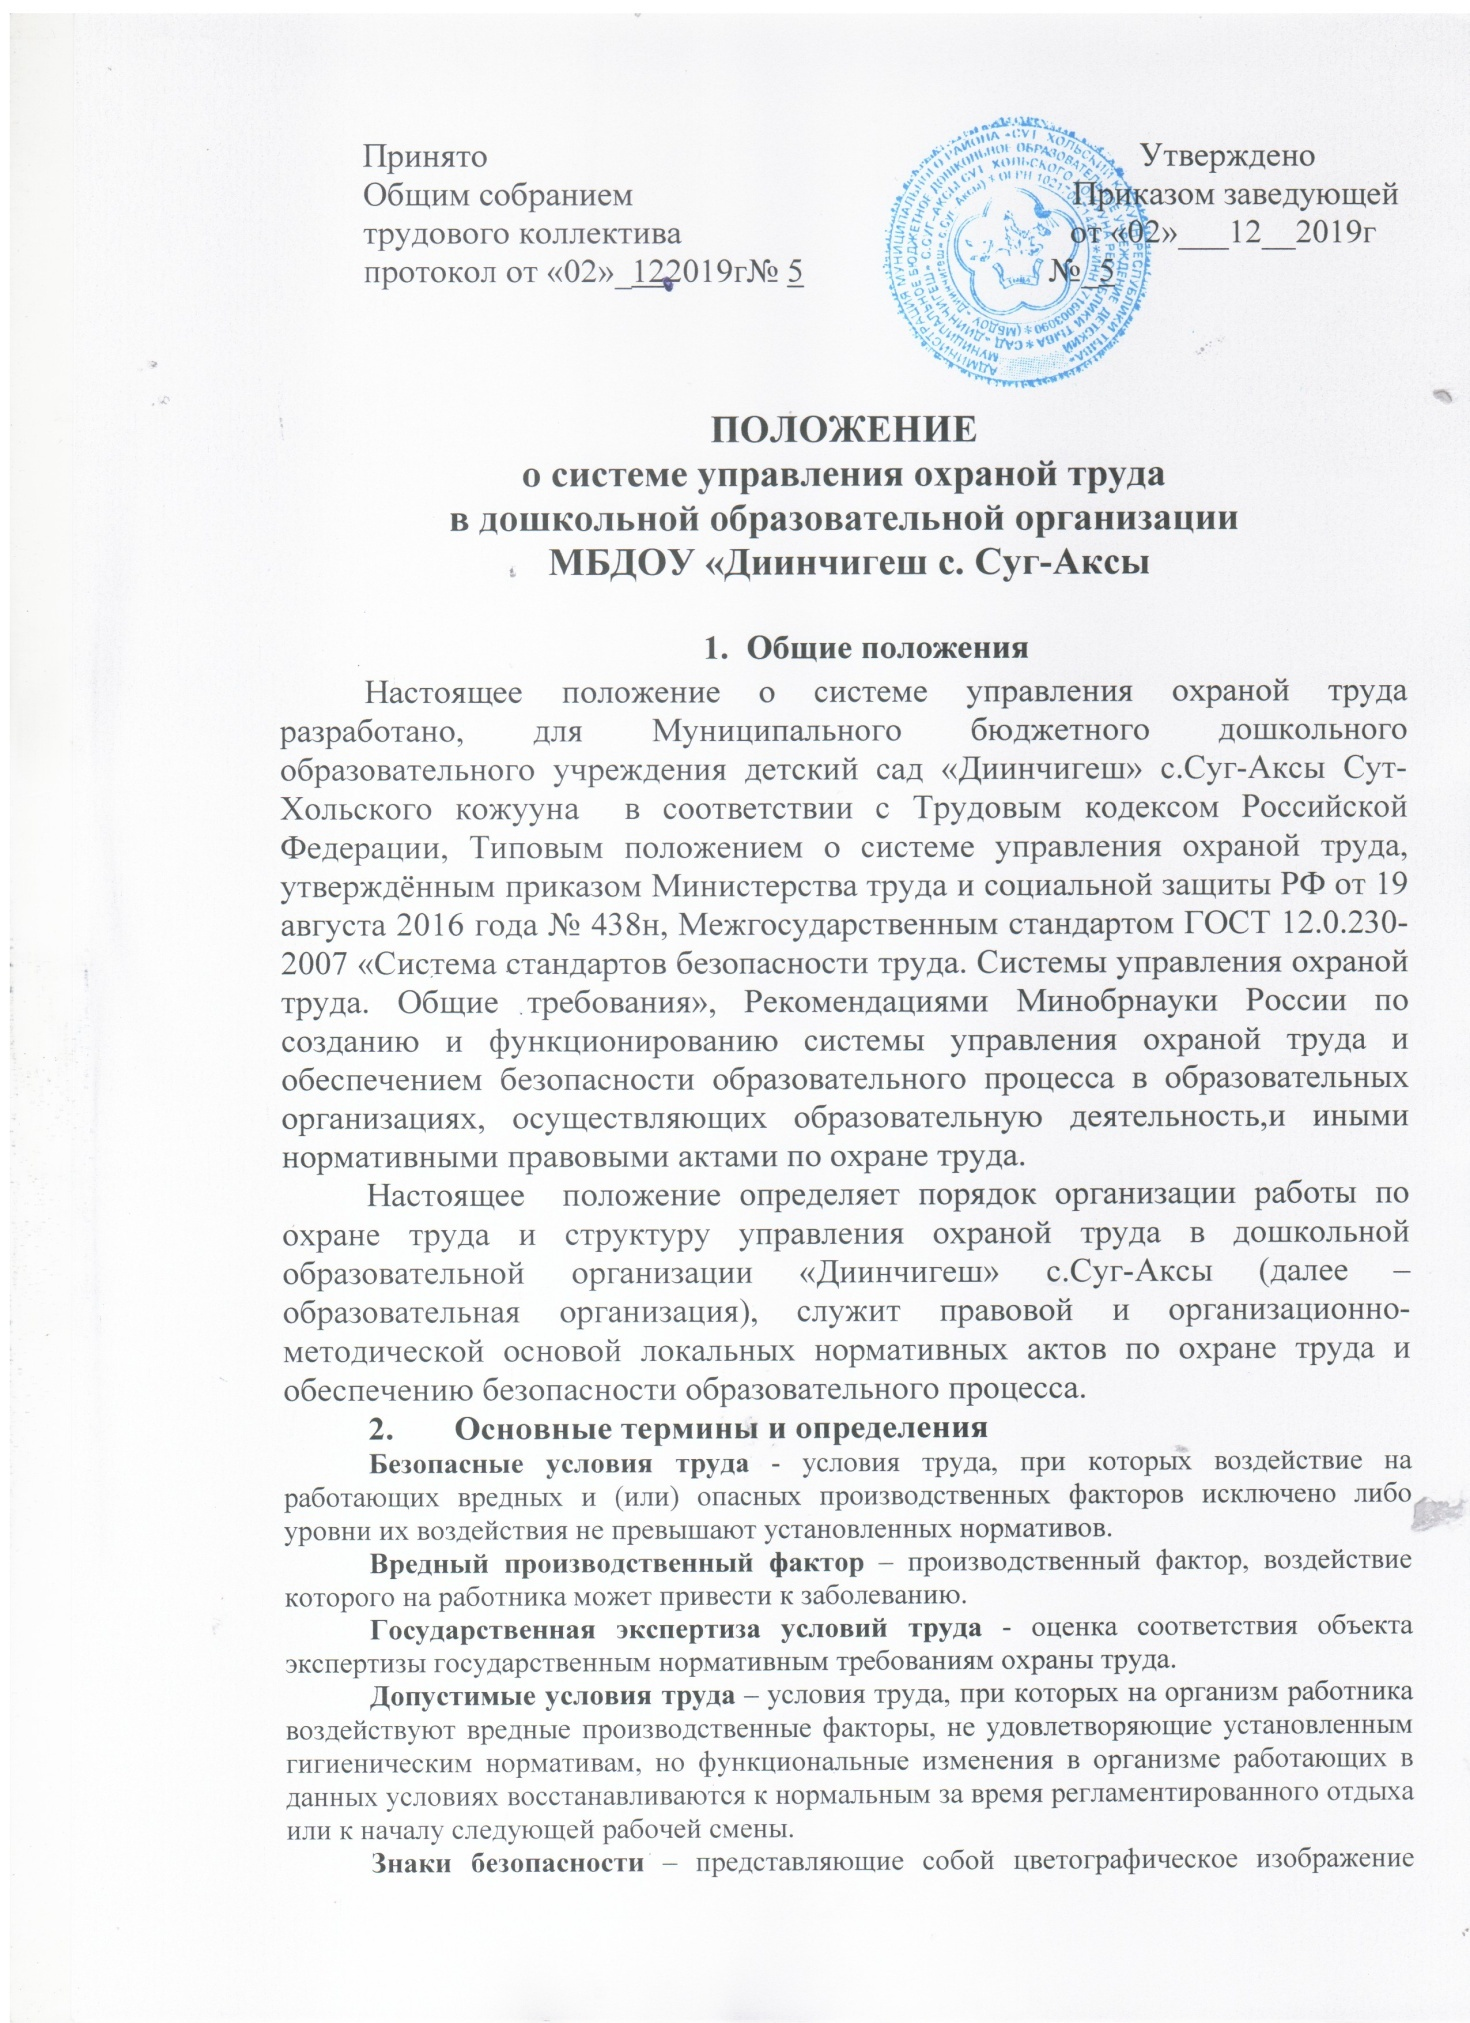 Принято
Утверждено
Общим собранием
Приказом заведующей
трудового коллектива
от «02»___12__2019г
протокол от «02»_122019г№ 5
№_5
ПОЛОЖЕНИЕ
о системе управления охраной труда
в дошкольной образовательной организации
МБДОУ «Диинчигеш с. Суг-Аксы
1. Общие положения
Настоящее положение о системе управления охраной труда
разработано, для Муниципального бюджетного дошкольного
образовательного учреждения детский сад «Диинчигеш» с.Суг-Аксы Сут-
Хольского кожууна в соответствии с Трудовым кодексом Российской
Федерации, Типовым положением о системе управления охраной труда,
утверждённым приказом Министерства труда и социальной защиты РФ от 19
августа 2016 года № 438н, Межгосударственным стандартом ГОСТ 12.0.230-
2007 «Система стандартов безопасности труда. Системы управления охраной
труда. Общие требования», Рекомендациями Минобрнауки России по
созданию и функционированию системы управления охраной труда и
обеспечением безопасности образовательного процесса в образовательных
организациях, осуществляющих образовательную деятельность,и иными
нормативными правовыми актами по охране труда.
Настоящее положение определяет порядок организации работы по
охране труда и структуру управления охраной труда в дошкольной
образовательной организации «Диинчигеш» с.Суг-Аксы (далее –
образовательная организация), служит правовой и организационно-
методической основой локальных нормативных актов по охране труда и
обеспечению безопасности образовательного процесса.
2. Основные термины и определения
Безопасные условия труда - условия труда, при которых воздействие на
работающих вредных и (или) опасных производственных факторов исключено либо
уровни их воздействия не превышают установленных нормативов.
Вредный производственный фактор – производственный фактор, воздействие
которого на работника может привести к заболеванию.
Государственная экспертиза условий труда - оценка соответствия объекта
экспертизы государственным нормативным требованиям охраны труда.
Допустимые условия труда – условия труда, при которых на организм работника
воздействуют вредные производственные факторы, не удовлетворяющие установленным
гигиеническим нормативам, но функциональные изменения в организме работающих в
данных условиях восстанавливаются к нормальным за время регламентированного отдыха
или к началу следующей рабочей смены.
Знаки безопасности – представляющие собой цветографическое изображение